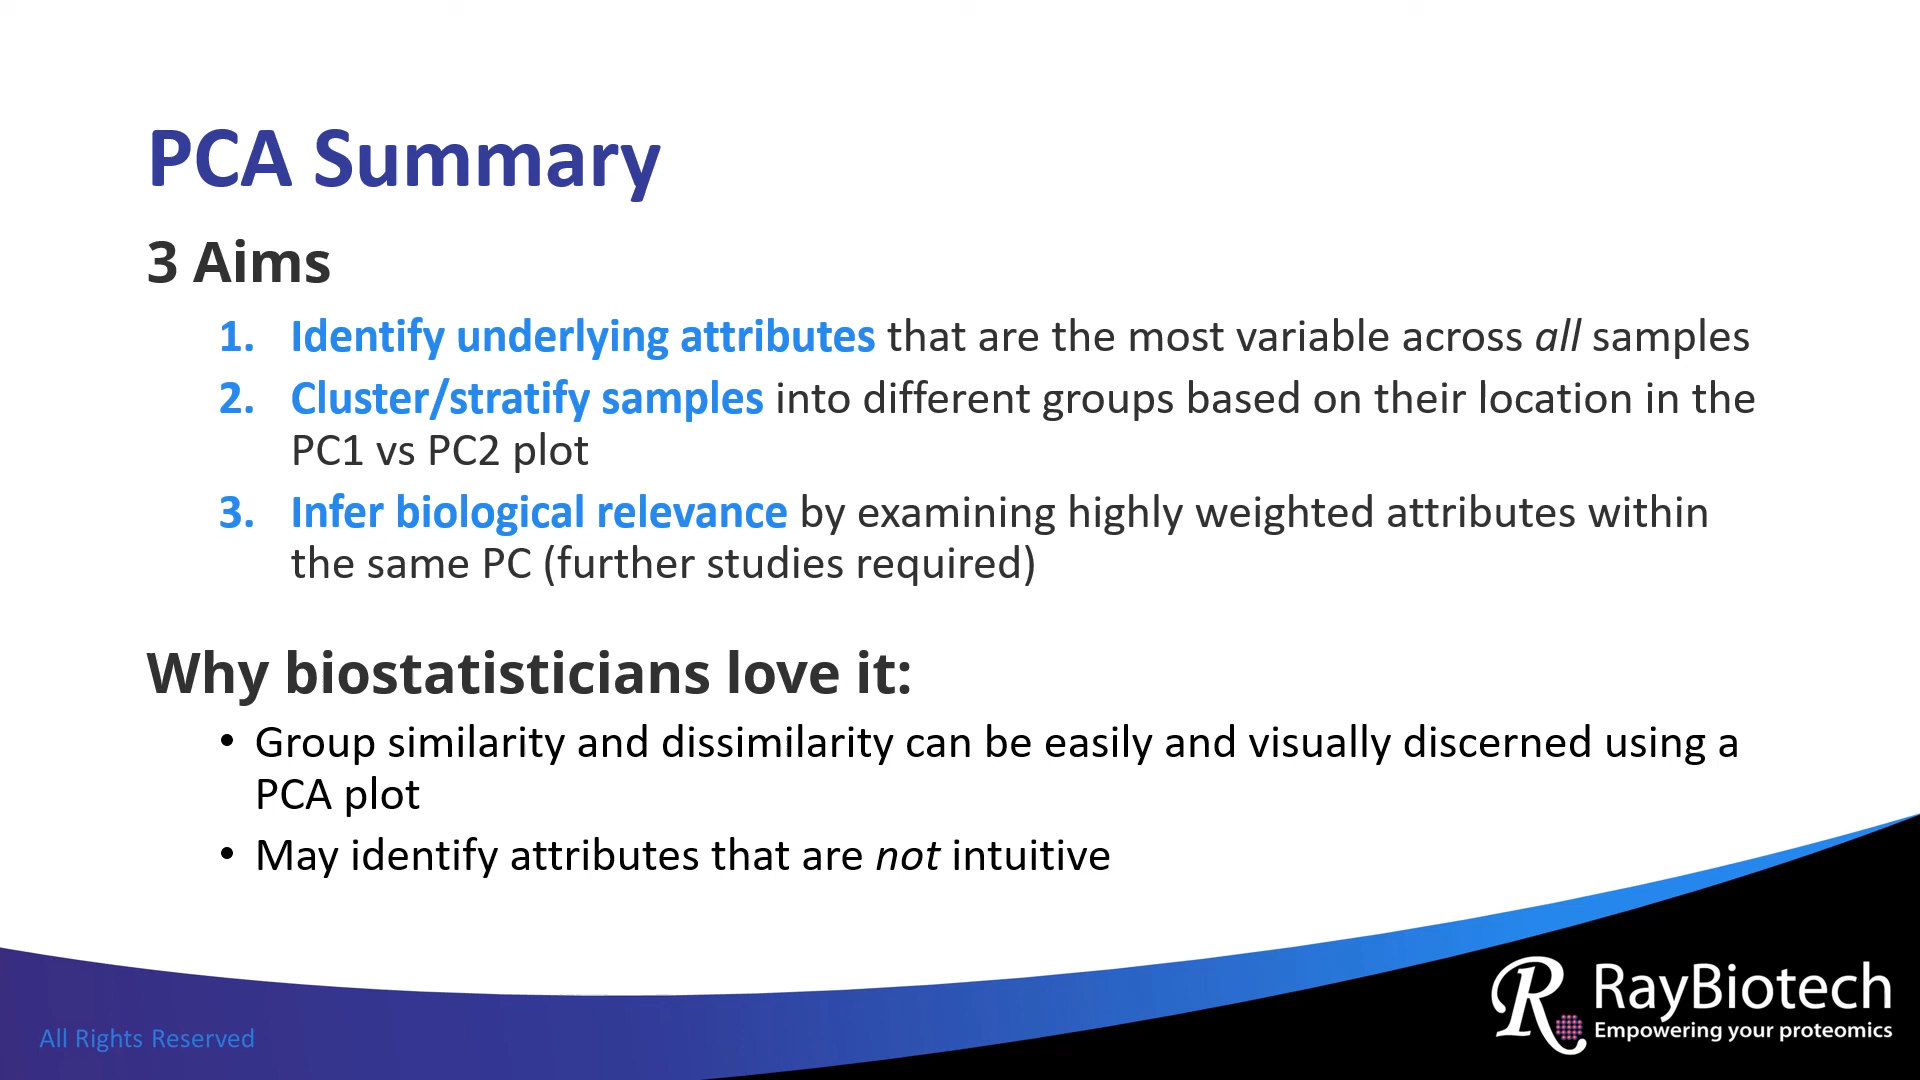 PCA Summary
3 Aims
1. Identify underlying attributes that are the most variable across all samples
2. Cluster/stratify samples into different groups based on their location in the
PC1 vs PC2 plot
3. Infer biological relevance by examining highly weighted attributes within
the same PC (further studies required)
Why biostatisticians love it:
• Group similarity and dissimilarity can be easily and visually discerned using a
PCA plot
• May identify attributes that are not intuitive
All Rights Reserved
R RayBiotech
Empowering your proteomics